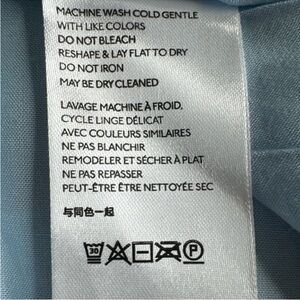 MACHINE WASH COLD GENTLE
WITH LIKE COLORS
DO NOT BLEACH
RESHAPE & LAY FLAT TO DRY
DO NOT IRON
MAY BE DRY CLEANED
LAVAGE MACHINE À FROID,
CYCLE LINGE DÉLICAT
AVEC COULEURS SIMILAIRES
NE PAS BLANCHIR
REMODELER ET SÉCHER À PLAT
NE PAS REPASSER
PEUT-ÊTRE ÊTRE NETTOYÉE SEC
与同色一起
30 P